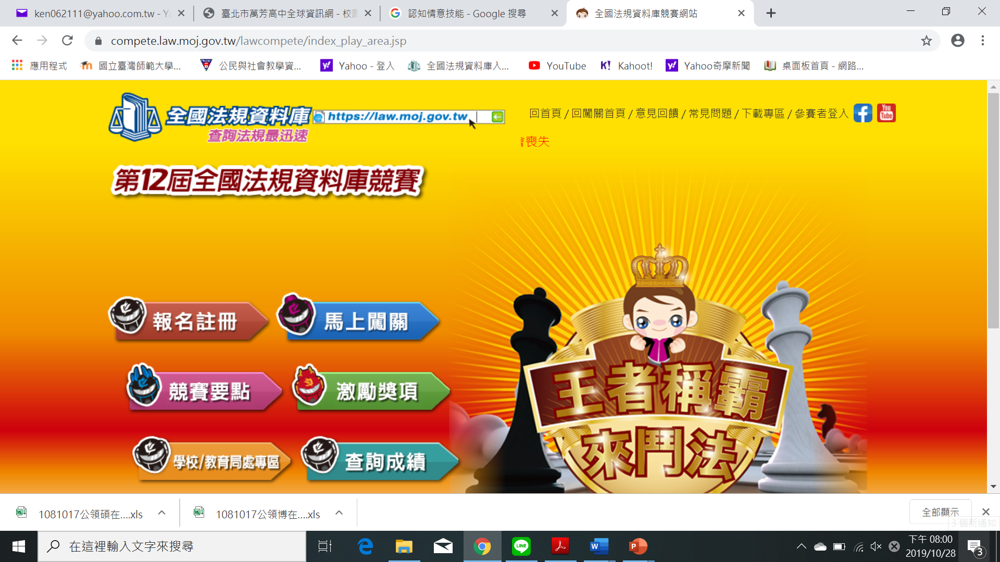 ken062111@yahoo.com.tw - Y
臺北市萬芳高中全球資訊網 - 校園
認知情意技能 - Google 搜尋
全國法規資料庫競賽網站
compete.law.moj.gov.tw/lawcompete/index_play_area.jsp
應用程式
國立臺灣師範大學...
公民與社會教學資...
Yahoo - 登入
全國法規資料庫入...
YouTube
Kahoot!
Yahoo奇摩新聞
桌面板首頁 - 網路...
全國法規資料庫
https://law.moj.gov.tw
查詢法規最迅速
回首頁 / 回闖關首頁 / 意見回饋 / 常見問題 / 下載專區 / 參賽者登入
You
Tube
會喪失
第12屆全國法規資料庫競賽
報名註冊
馬上闖關
競賽要點
激勵獎項
學校/教育局處專區
查詢成績
王者稱霸
來鬥法
1081017公領碩在....xls
1081017公領博在....xls
全部顯示
3 個新通知
在這裡輸入文字來搜尋
LINE
下午 08:00
2019/10/28
3